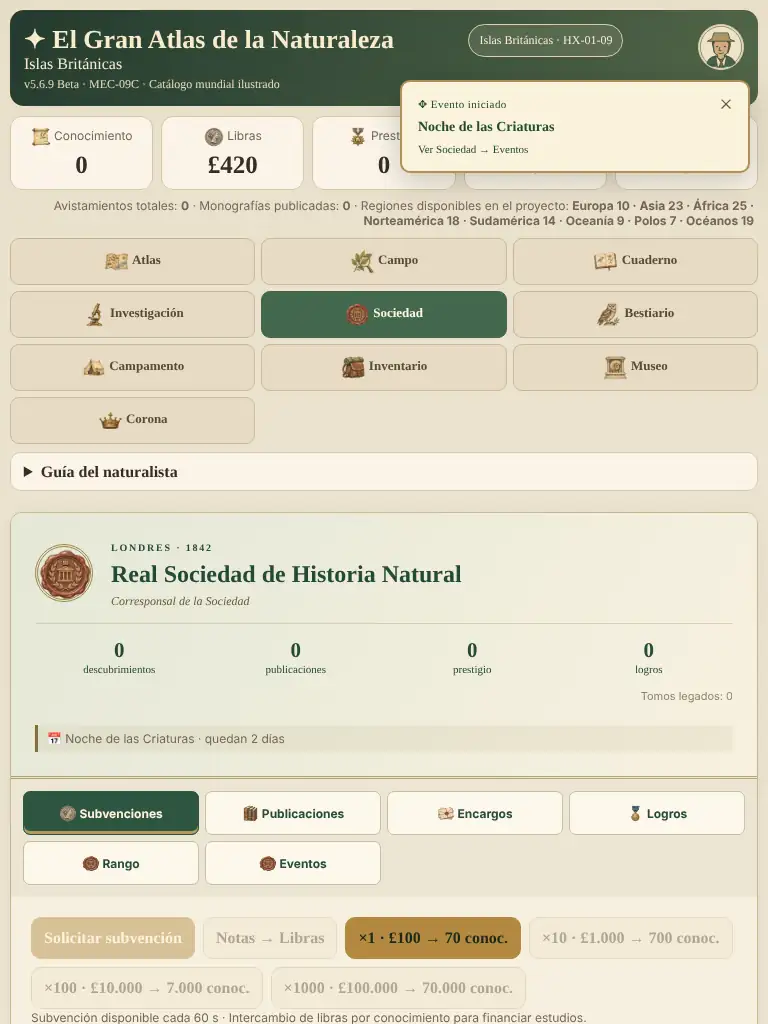 ✦ El Gran Atlas de la Naturaleza
Islas Británicas
v5.6.9 Beta · MEC-09C · Catálogo mundial ilustrado
Islas Británicas · HX-01-09
✥ Evento iniciado
Noche de las Criaturas
Ver Sociedad → Eventos
Conocimiento
0
Libras
£420
Prest
0
Avistamientos totales: 0 · Monografías publicadas: 0 · Regiones disponibles en el proyecto: Europa 10 · Asia 23 · África 25 ·
Norteamérica 18 · Sudamérica 14 · Oceanía 9 · Polos 7 · Océanos 19
Atlas
Campo
Cuaderno
Investigación
Sociedad
Bestiario
Campamento
Inventario
Museo
Corona
▶ Guía del naturalista
LONDRES · 1842
Real Sociedad de Historia Natural
Corresponsal de la Sociedad
0
descubrimientos
0
publicaciones
0
prestigio
0
logros
Tomos legados: 0
📅 Noche de las Criaturas · quedan 2 días
Subvenciones
Publicaciones
Encargos
Logros
Rango
Eventos
Solicitar subvención
Notas → Libras
×1 · £100 → 70 conoc.
×10 · £1.000 → 700 conoc.
×100 · £10.000 → 7.000 conoc.
×1000 · £100.000 → 70.000 conoc.
Subvención disponible cada 60 s · Intercambio de libras por conocimiento para financiar estudios.